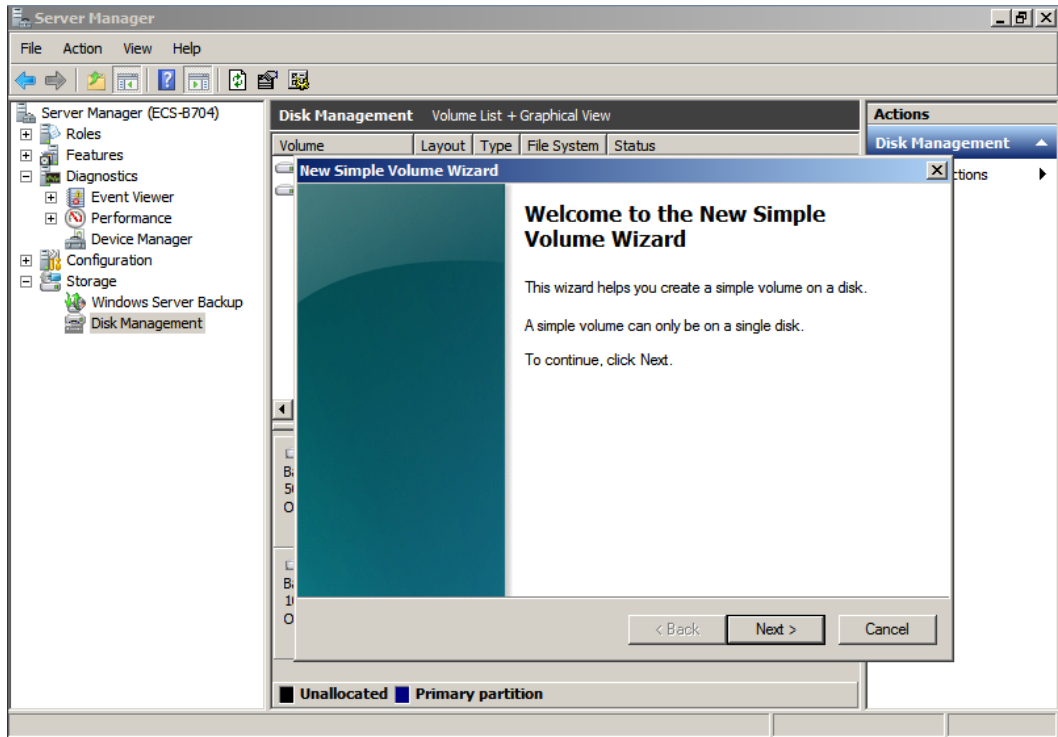 Server Manager
File Action View Help
Server Manager (ECS-B704)
Roles
Features
Diagnostics
Event Viewer
Performance
Device Manager
Configuration
Storage
Windows Server Backup
Disk Management
Disk Management Volume List + Graphical View
Volume Layout Type File System Status
New Simple Volume Wizard
Welcome to the New Simple
Volume Wizard
This wizard helps you create a simple volume on a disk.
A simple volume can only be on a single disk.
To continue, click Next.
< Back Next > Cancel
Unallocated Primary partition
Actions
Disk Management